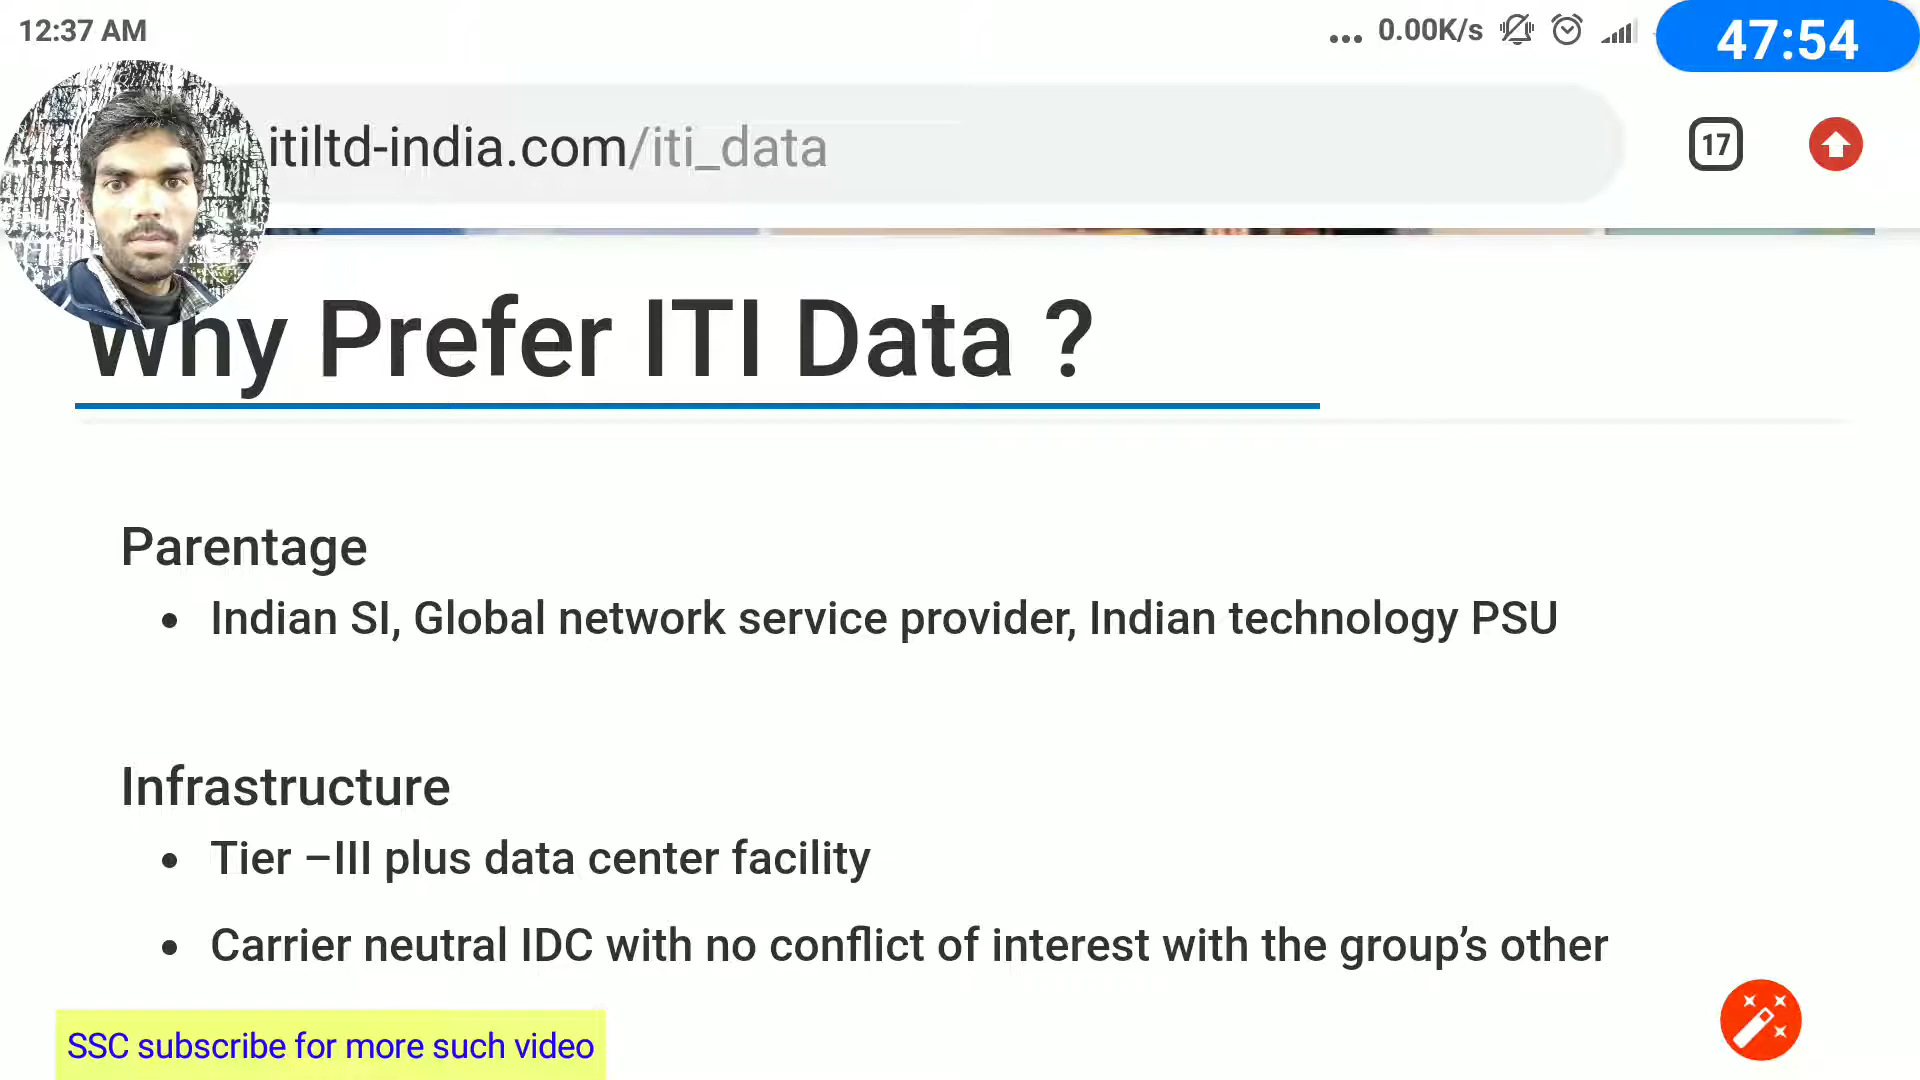 12:37 AM
... 0.00K/s
47:54
itiltd-india.com/iti_data
17
Why Prefer ITI Data ?
Parentage
• Indian SI, Global network service provider, Indian technology PSU
Infrastructure
• Tier –III plus data center facility
• Carrier neutral IDC with no conflict of interest with the group’s other
SSC subscribe for more such video